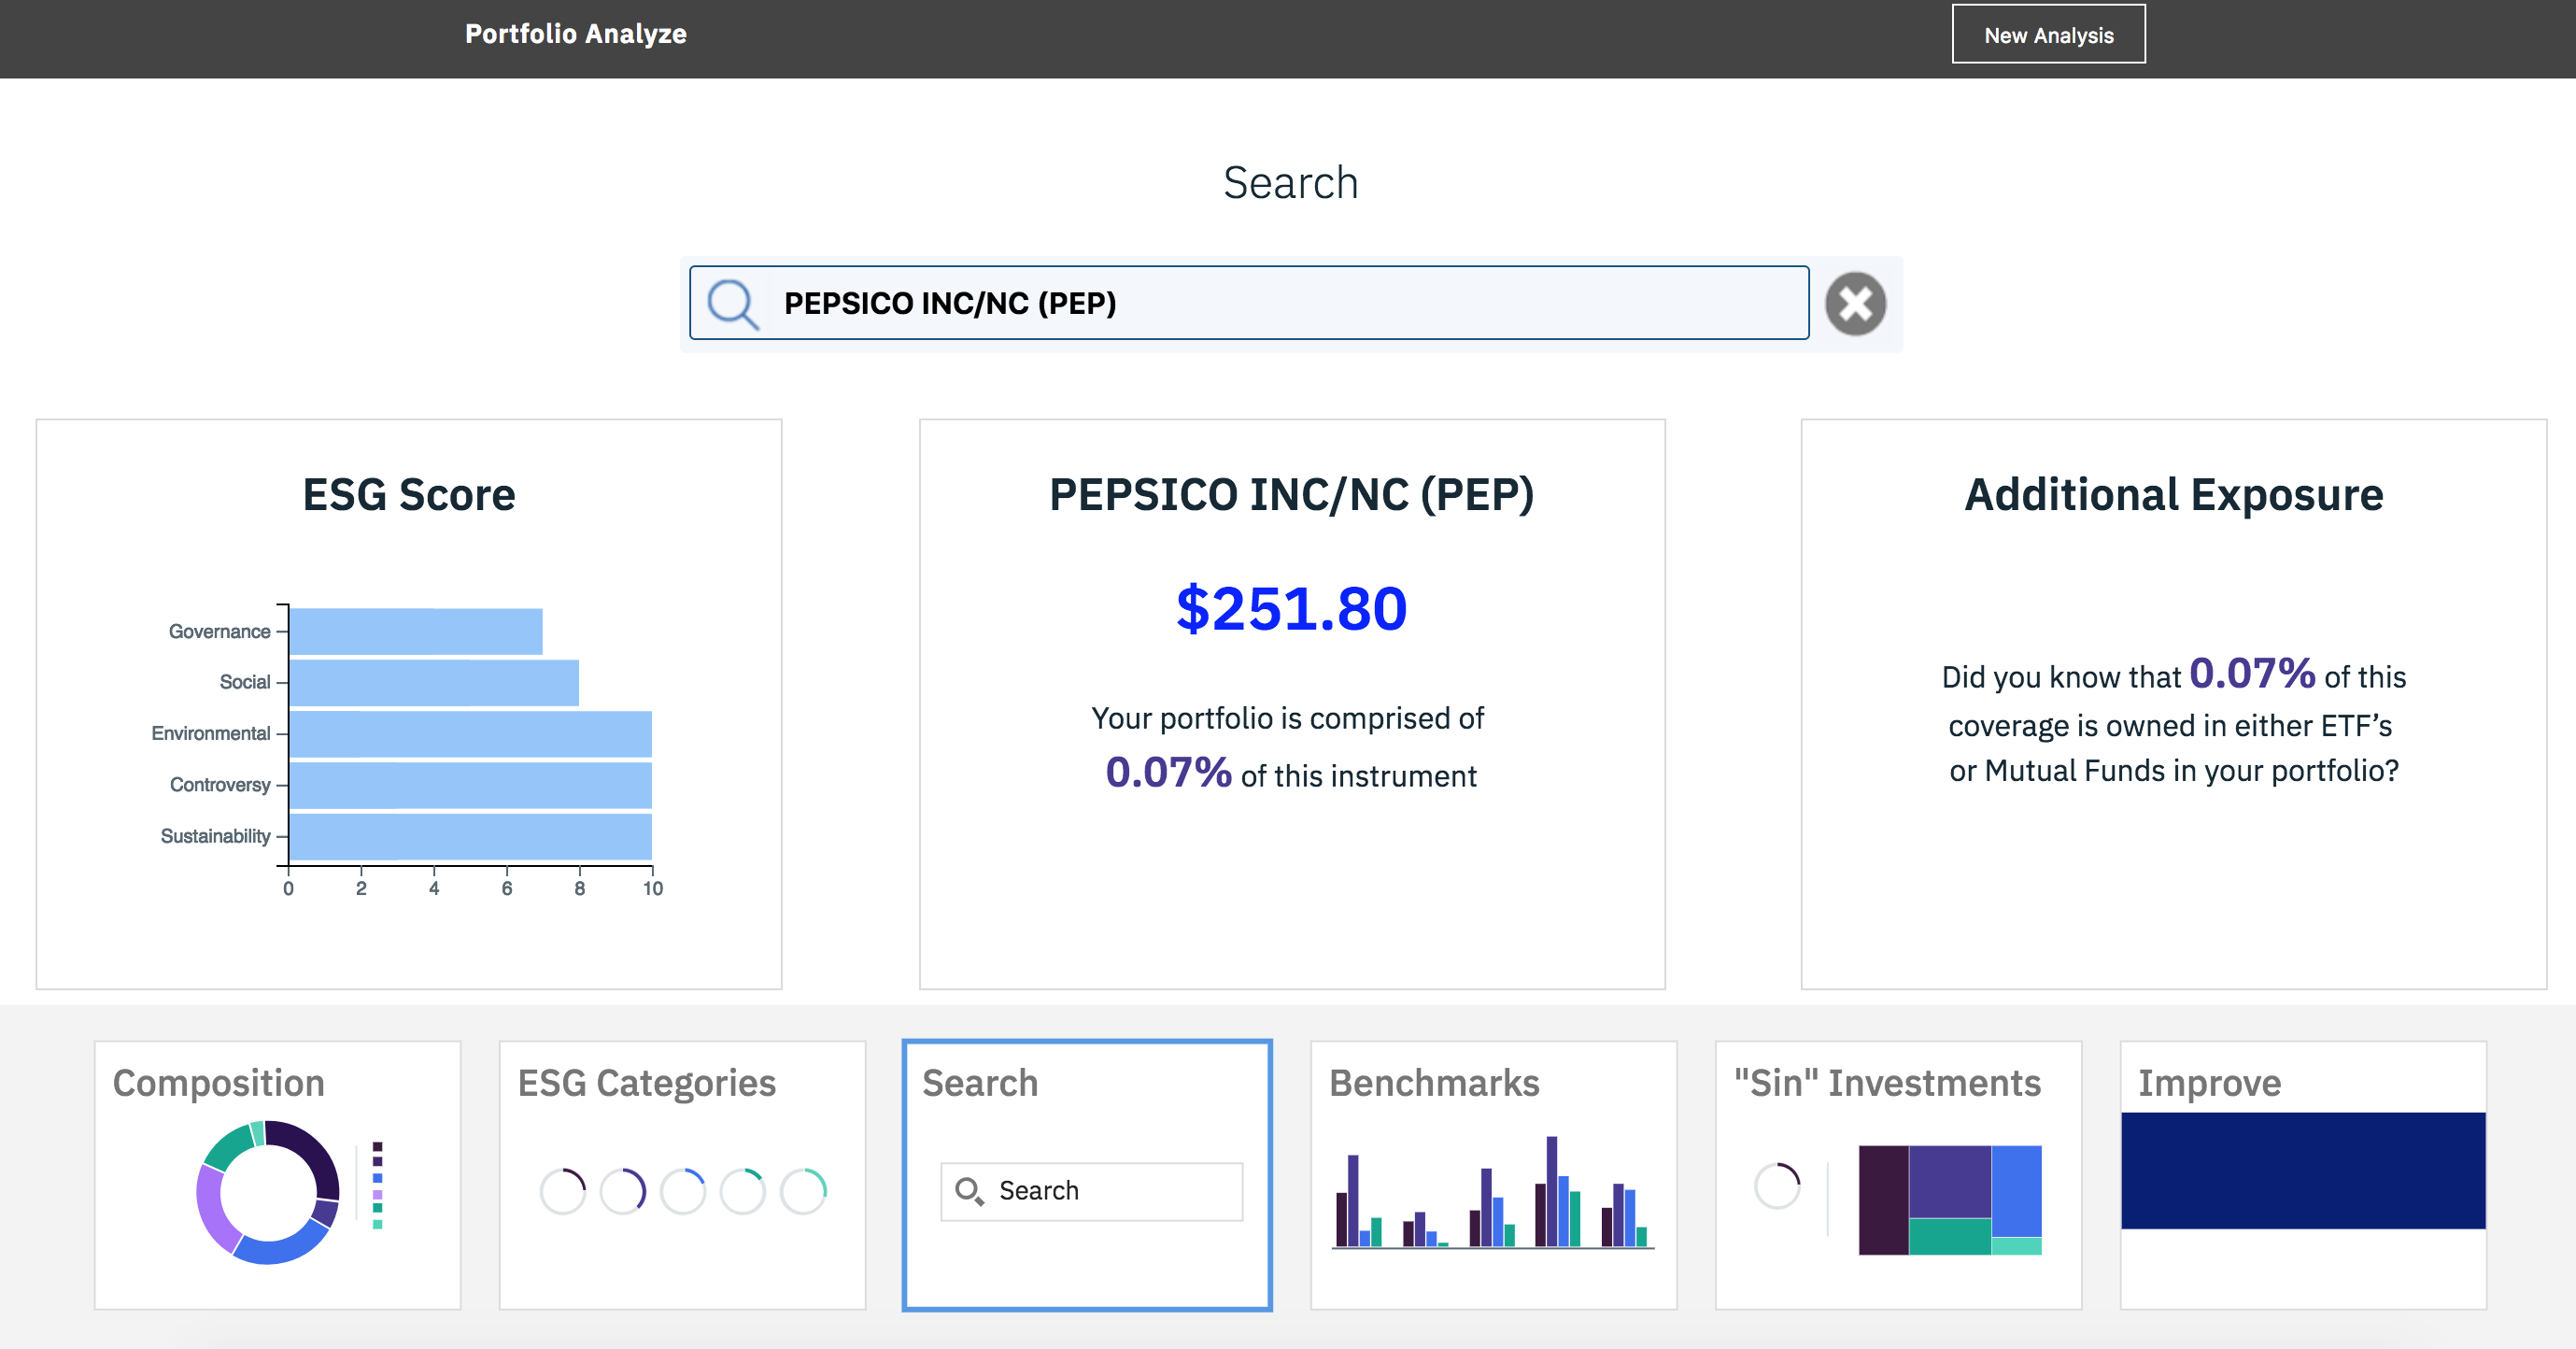 Portfolio Analyze
New Analysis
Search
PEPSICO INC/NC (PEP)
ESG Score
Governance
Social
Environmental
Controversy
Sustainability
0 2 4 6 8 10
PEPSICO INC/NC (PEP)
$251.80
Your portfolio is comprised of
0.07% of this instrument
Additional Exposure
Did you know that 0.07% of this
coverage is owned in either ETF’s
or Mutual Funds in your portfolio?
Composition
ESG Categories
Search
Search
Benchmarks
"Sin" Investments
Improve